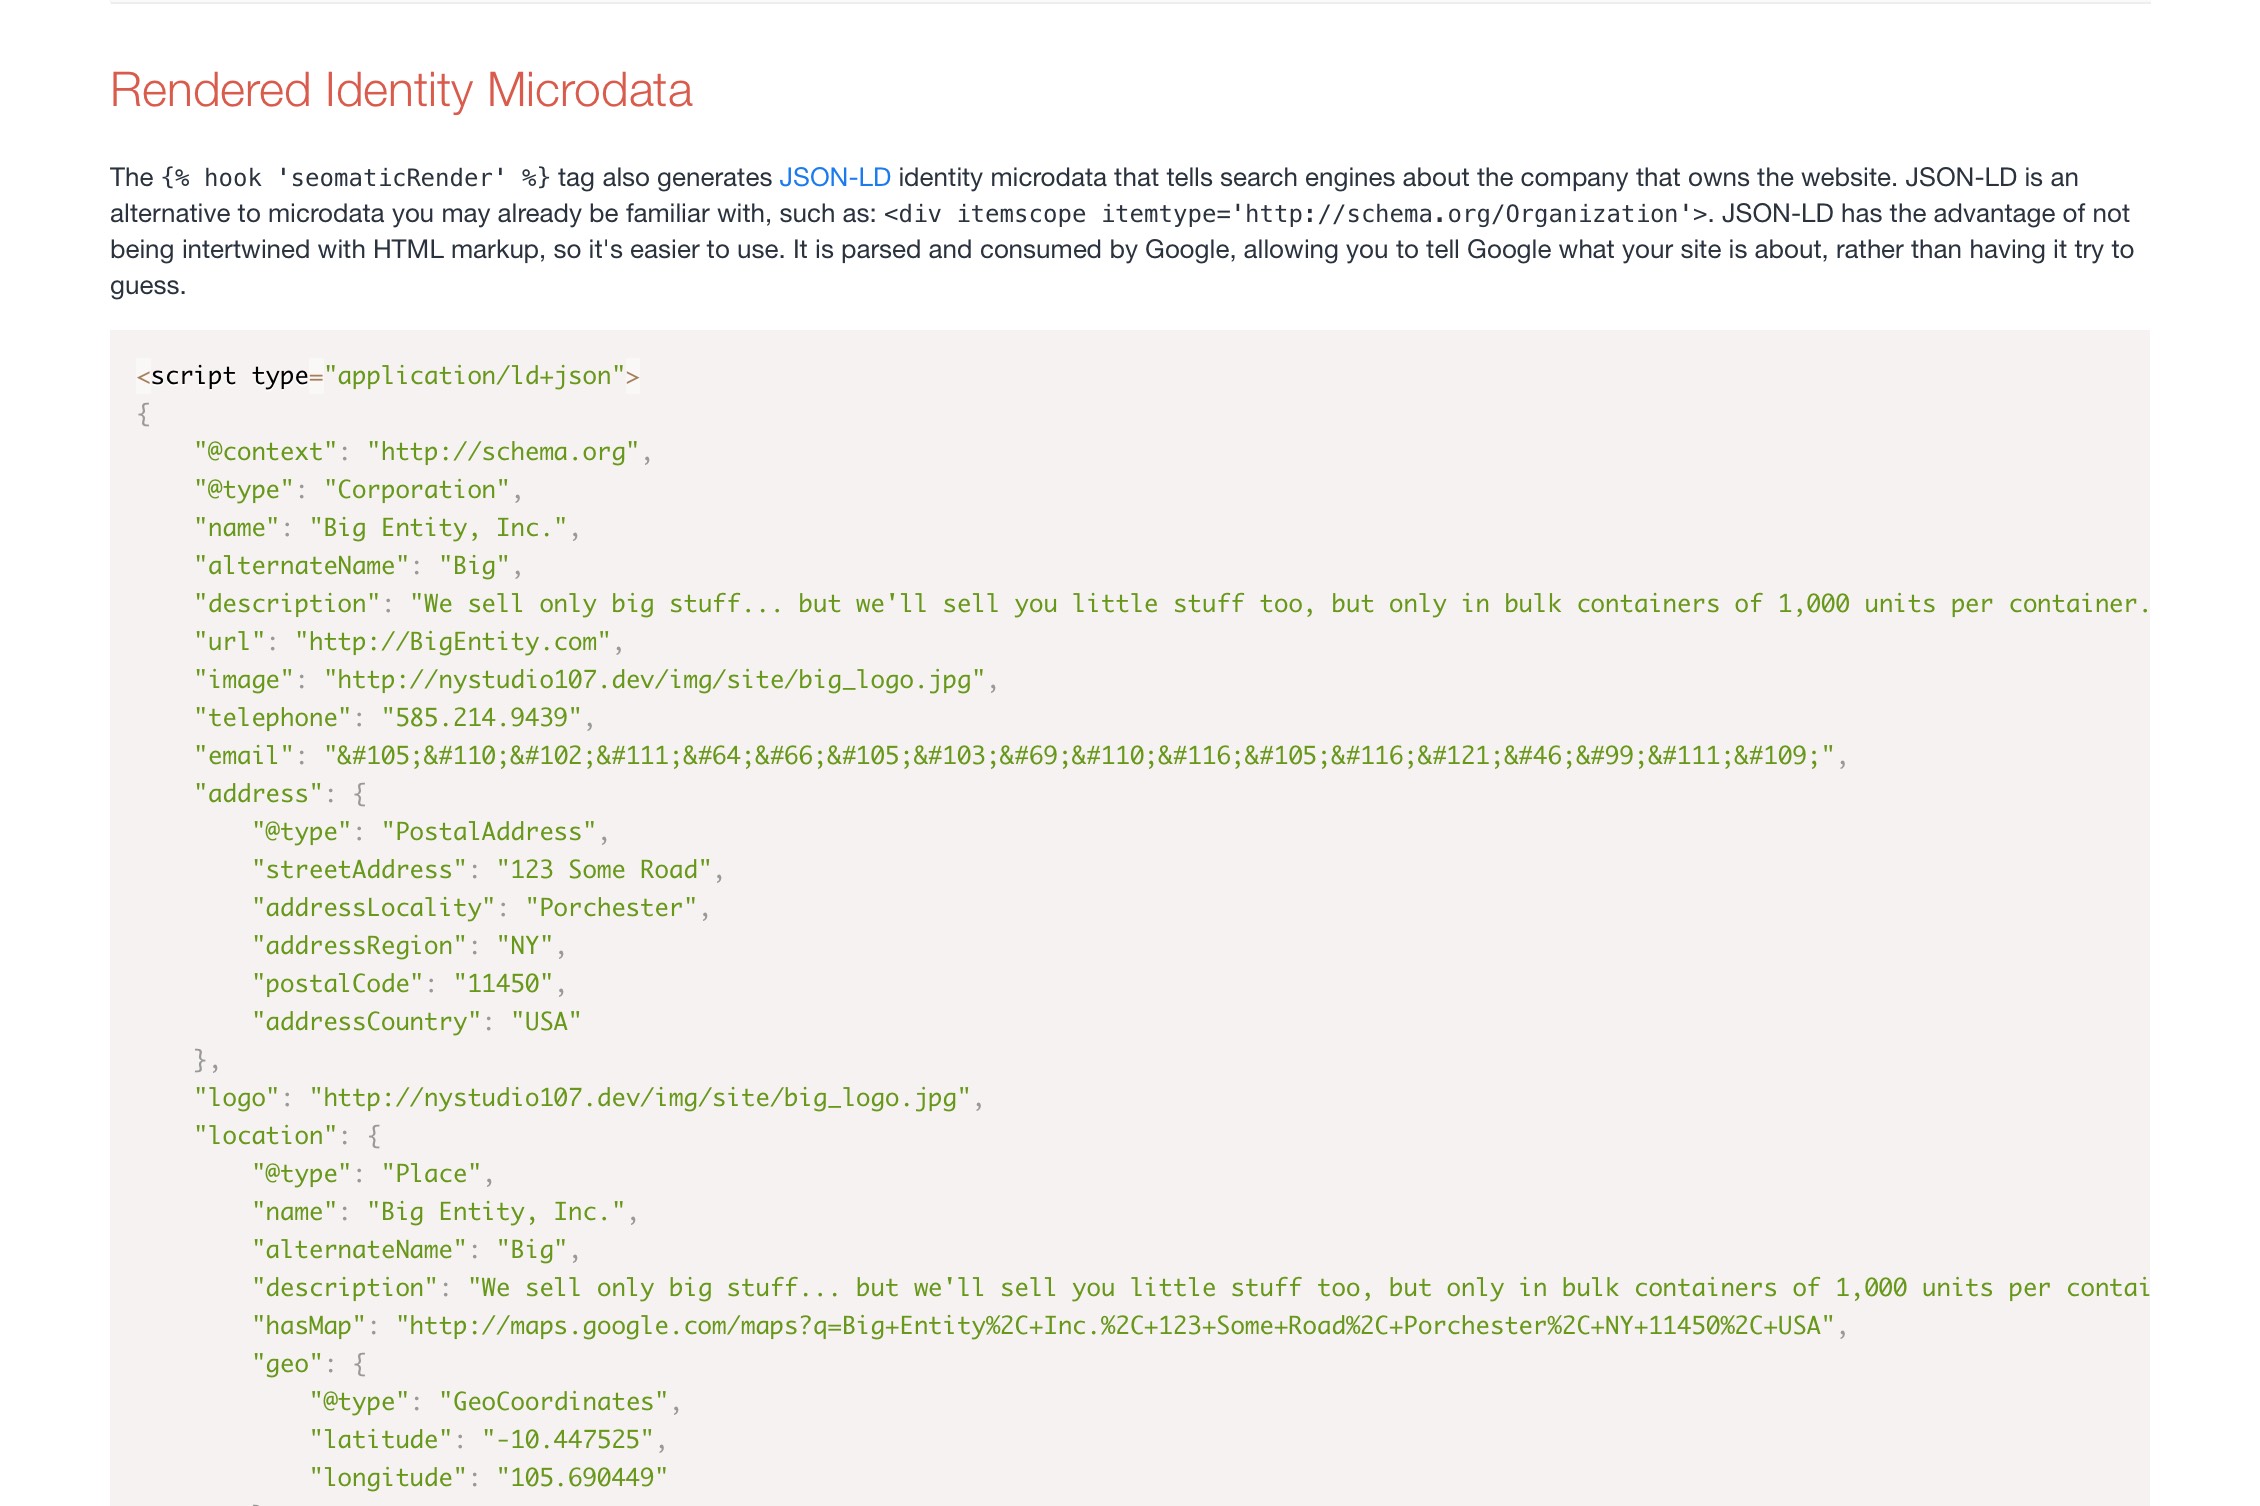 Rendered Identity Microdata
The {% hook 'seomaticRender' %} tag also generates JSON-LD identity microdata that tells search engines about the company that owns the website. JSON-LD is an
alternative to microdata you may already be familiar with, such as: <div itemscope itemtype='http://schema.org/Organization'>. JSON-LD has the advantage of not
being intertwined with HTML markup, so it's easier to use. It is parsed and consumed by Google, allowing you to tell Google what your site is about, rather than having it try to
guess.
<script type="application/ld+json">
{
    "@context": "http://schema.org",
    "@type": "Corporation",
    "name": "Big Entity, Inc.",
    "alternateName": "Big",
    "description": "We sell only big stuff... but we'll sell you little stuff too, but only in bulk containers of 1,000 units per container.
    "url": "http://BigEntity.com",
    "image": "http://nystudio107.dev/img/site/big_logo.jpg",
    "telephone": "585.214.9439",
    "email": "&#105;&#110;&#102;&#111;&#64;&#66;&#105;&#103;&#69;&#110;&#116;&#105;&#116;&#121;&#46;&#99;&#111;&#109;",
    "address": {
        "@type": "PostalAddress",
        "streetAddress": "123 Some Road",
        "addressLocality": "Porchester",
        "addressRegion": "NY",
        "postalCode": "11450",
        "addressCountry": "USA"
    },
    "logo": "http://nystudio107.dev/img/site/big_logo.jpg",
    "location": {
        "@type": "Place",
        "name": "Big Entity, Inc.",
        "alternateName": "Big",
        "description": "We sell only big stuff... but we'll sell you little stuff too, but only in bulk containers of 1,000 units per contai
        "hasMap": "http://maps.google.com/maps?q=Big+Entity%2C+Inc.%2C+123+Some+Road%2C+Porchester%2C+NY+11450%2C+USA",
        "geo": {
            "@type": "GeoCoordinates",
            "latitude": "-10.447525",
            "longitude": "105.690449"